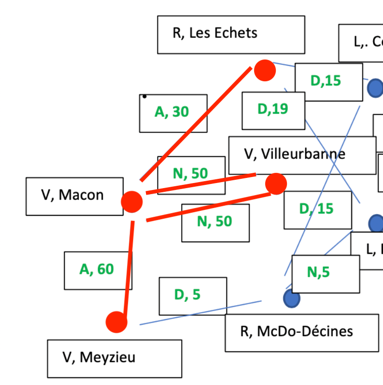 R, Les Echets
L,. C
D,15
A, 30
D,19
V, Villeurbanne
N, 50
V, Macon
D, 15
N, 50
L,
A, 60
N,5
D, 5
R, McDo-Décines
V, Meyzieu